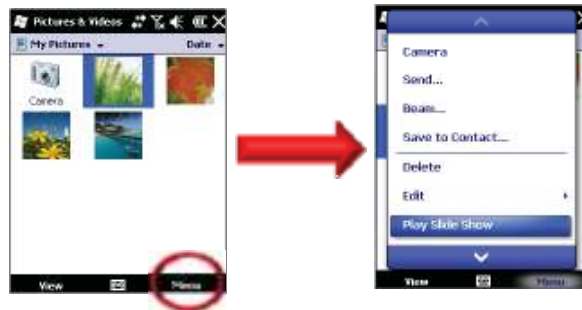 Pictures & Videos
My Pictures
Date
Camera
View
Menu
Camera
Send...
Beam...
Save to Contact...
Delete
Edit
Play Slide Show
View
Menu